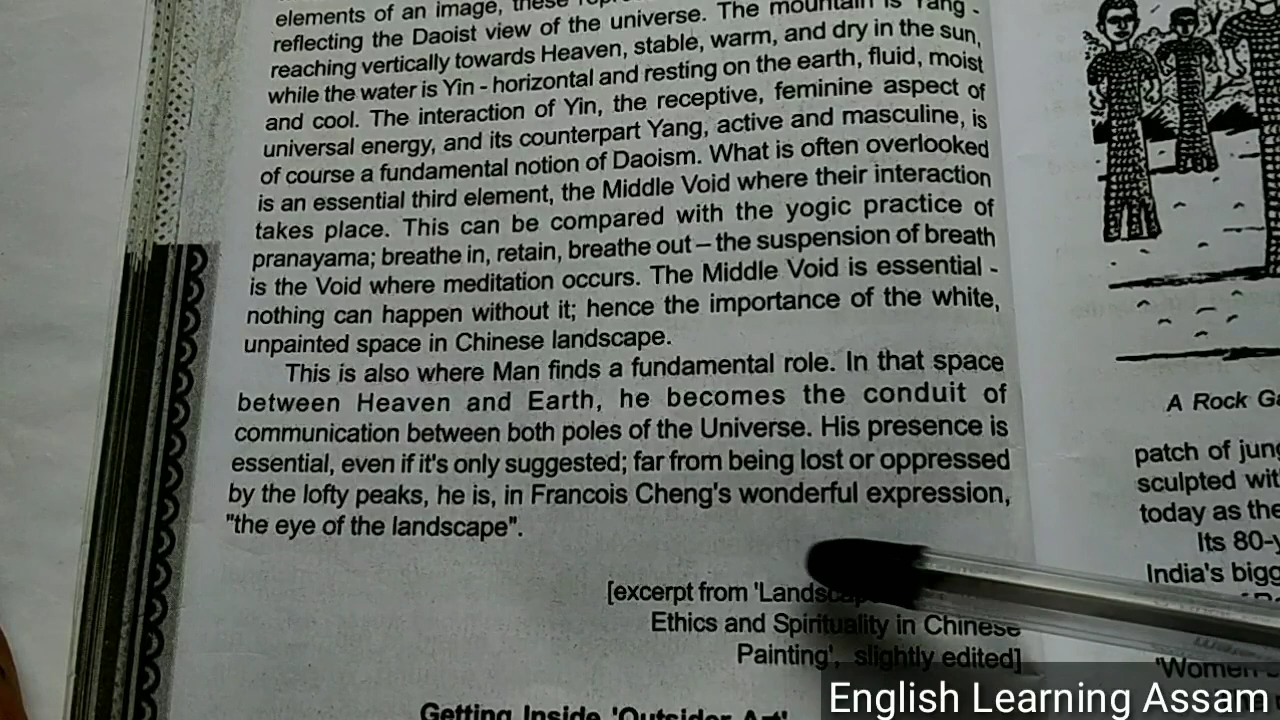 elements of an image, these
reflecting the Daoist view of the universe. The mountain is Yang -
reaching vertically towards Heaven, stable, warm, and dry in the sun,
while the water is Yin - horizontal and resting on the earth, fluid, moist
and cool. The interaction of Yin, the receptive, feminine aspect of
universal energy, and its counterpart Yang, active and masculine, is
of course a fundamental notion of Daoism. What is often overlooked
is an essential third element, the Middle Void where their interaction
takes place. This can be compared with the yogic practice of
pranayama; breathe in, retain, breathe out – the suspension of breath
is the Void where meditation occurs. The Middle Void is essential -
nothing can happen without it; hence the importance of the white,
unpainted space in Chinese landscape.
This is also where Man finds a fundamental role. In that space
between Heaven and Earth, he becomes the conduit of
communication between both poles of the Universe. His presence is
essential, even if it's only suggested; far from being lost or oppressed
by the lofty peaks, he is, in Francois Cheng's wonderful expression,
"the eye of the landscape".
[excerpt from
Ethics and Spirituality in Chinese
Painting', slightly edited]
Getting Inside 'Outsider Art'
A Rock
patch of
sculpted
today as the
Its
India's
'Women
English Learning Assam